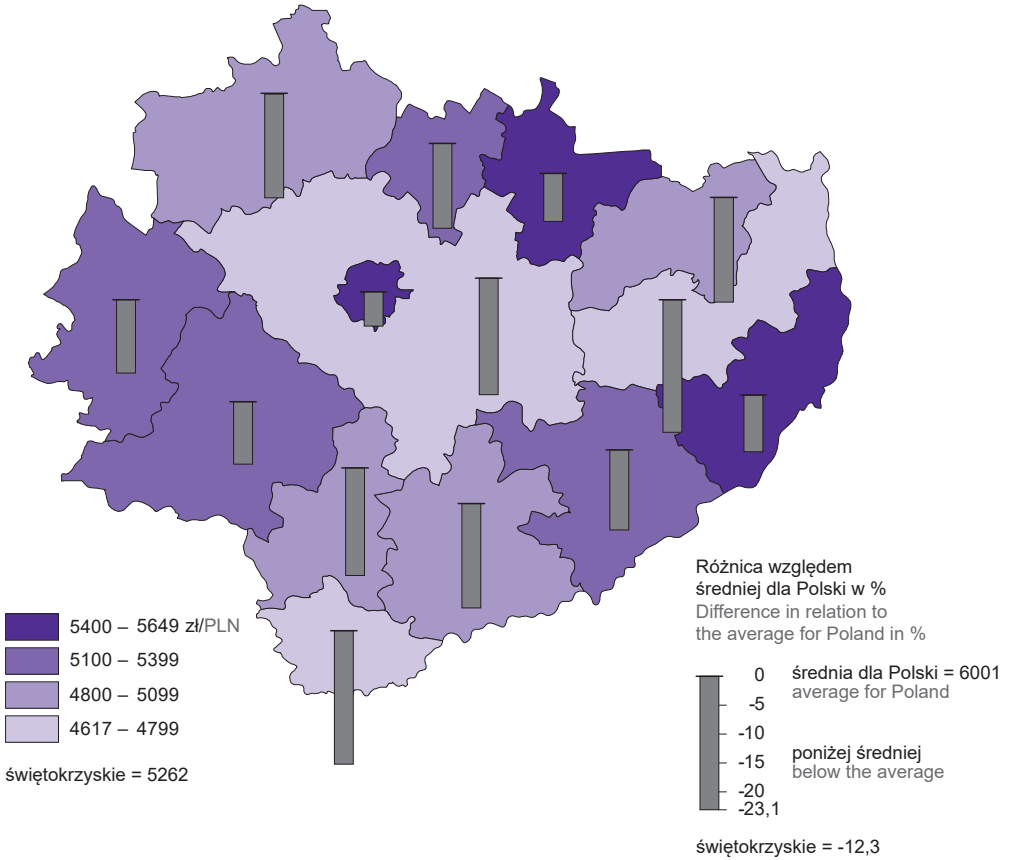 5400 – 5649 zł/PLN
5100 – 5399
4800 – 5099
4617 – 4799
świętokrzyskie = 5262
Różnica względem
średniej dla Polski w %
Difference in relation to
the average for Poland in %
0
-5
-10
-15
-20
-23,1
średnia dla Polski = 6001
average for Poland
poniżej średniej
below the average
świętokrzyskie = -12,3